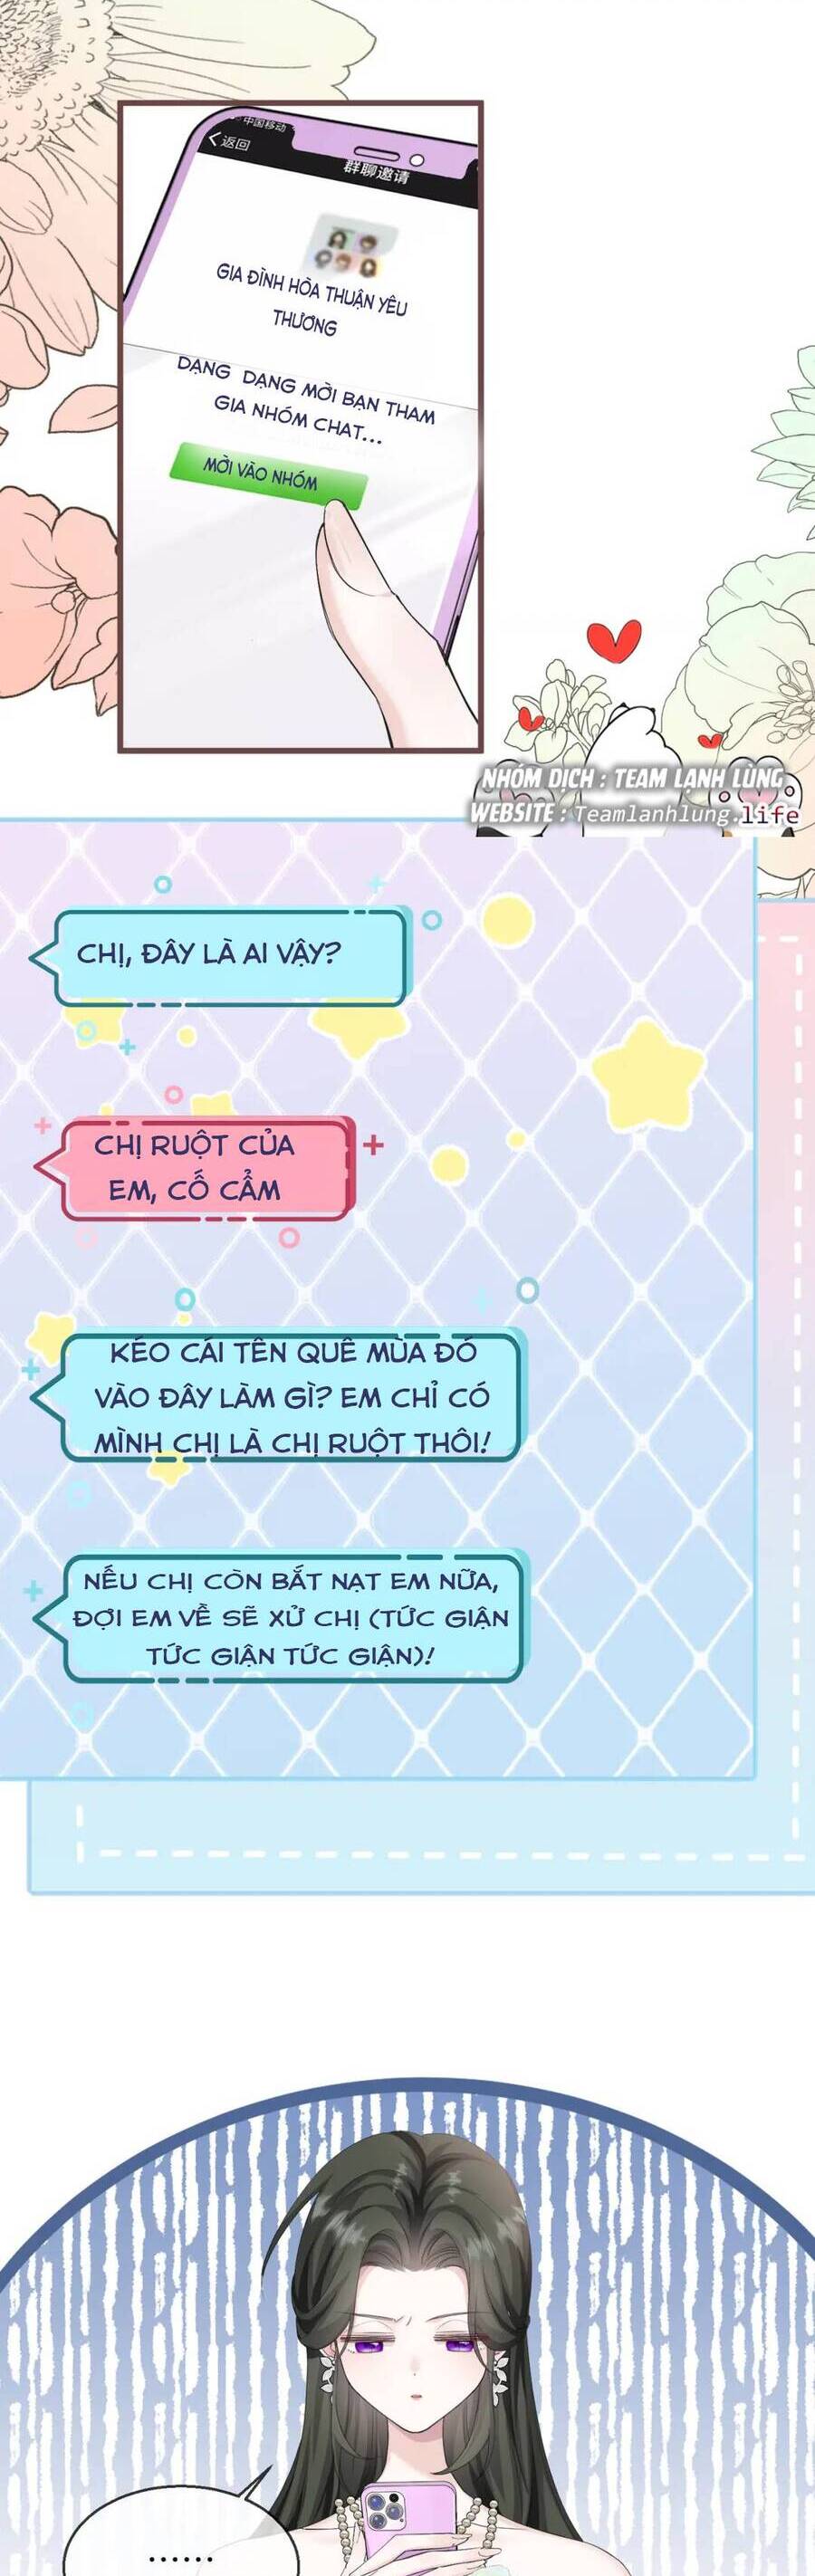 中国移动
返回
群聊邀请
GIA ĐÌNH HÒA THUẬN YÊU
THƯƠNG
DẠNG DẠNG MỜI BẠN THAM
GIA NHÓM CHAT...
MỜI VÀO NHÓM
NHÓM DỊCH : TEAM LẠNH LÙNG
WEBSITE : Teamlanhlung.life
CHỊ, ĐÂY LÀ AI VẬY?
CHỊ RUỘT CỦA
EM, CỐ CẨM
KÉO CÁI TÊN QUÊ MÙA ĐÓ
VÀO ĐÂY LÀM GÌ? EM CHỈ CÓ
MÌNH CHỊ LÀ CHỊ RUỘT THÔI!
NẾU CHỊ CÒN BẮT NẠT EM NỮA,
ĐỢI EM VỀ SẼ XỬ CHỊ (TỨC GIẬN
TỨC GIẬN TỨC GIẬN)!
......